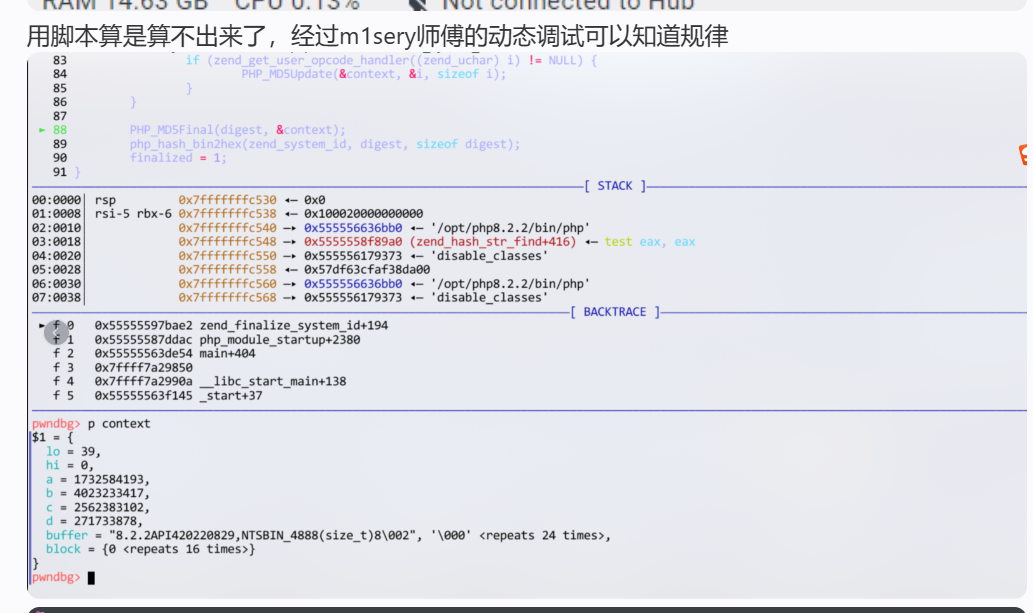 RAM 14.63 GB CPU 0.13% Not connected to Hub
用脚本算是算不出来了，经过m1sery师傅的动态调试可以知道规律
83 if (zend_get_user_opcode_handler((zend_uchar) i) != NULL) {
84 PHP_MD5Update(&context, &i, sizeof i);
85 }
86 }
87
► 88 PHP_MD5Final(digest, &context);
89 php_hash_bin2hex(zend_system_id, digest, sizeof digest);
90 finalized = 1;
91 }
[ STACK ]
00:0000│ rsp 0x7fffffffc530 ◂— 0x0
01:0008│ rsi-5 rbx-6 0x7fffffffc538 ◂— 0x100020000000000
02:0010│ 0x7fffffffc540 —▸ 0x555556636bb0 ◂— '/opt/php8.2.2/bin/php'
03:0018│ 0x7fffffffc548 —▸ 0x5555558f89a0 (zend_hash_str_find+416) ◂— test eax, eax
04:0020│ 0x7fffffffc550 —▸ 0x555556179373 ◂— 'disable_classes'
05:0028│ 0x7fffffffc558 ◂— 0x57df63cfaf38da00
06:0030│ 0x7fffffffc560 —▸ 0x555556636bb0 ◂— '/opt/php8.2.2/bin/php'
07:0038│ 0x7fffffffc568 —▸ 0x555556179373 ◂— 'disable_classes'
[ BACKTRACE ]
► f 0 0x55555597bae2 zend_finalize_system_id+194
f 1 0x55555587ddac php_module_startup+2380
f 2 0x55555563de54 main+404
f 3 0x7ffff7a29850
f 4 0x7ffff7a2990a __libc_start_main+138
f 5 0x55555563f145 _start+37
pwndbg> p context
$1 = {
lo = 39,
hi = 0,
a = 1732584193,
b = 4023233417,
c = 2562383102,
d = 271733878,
buffer = "8.2.2API420220829,NTSBIN_4888(size_t)8\002", '\000' <repeats 24 times>,
block = {0 <repeats 16 times>}
}
pwndbg>